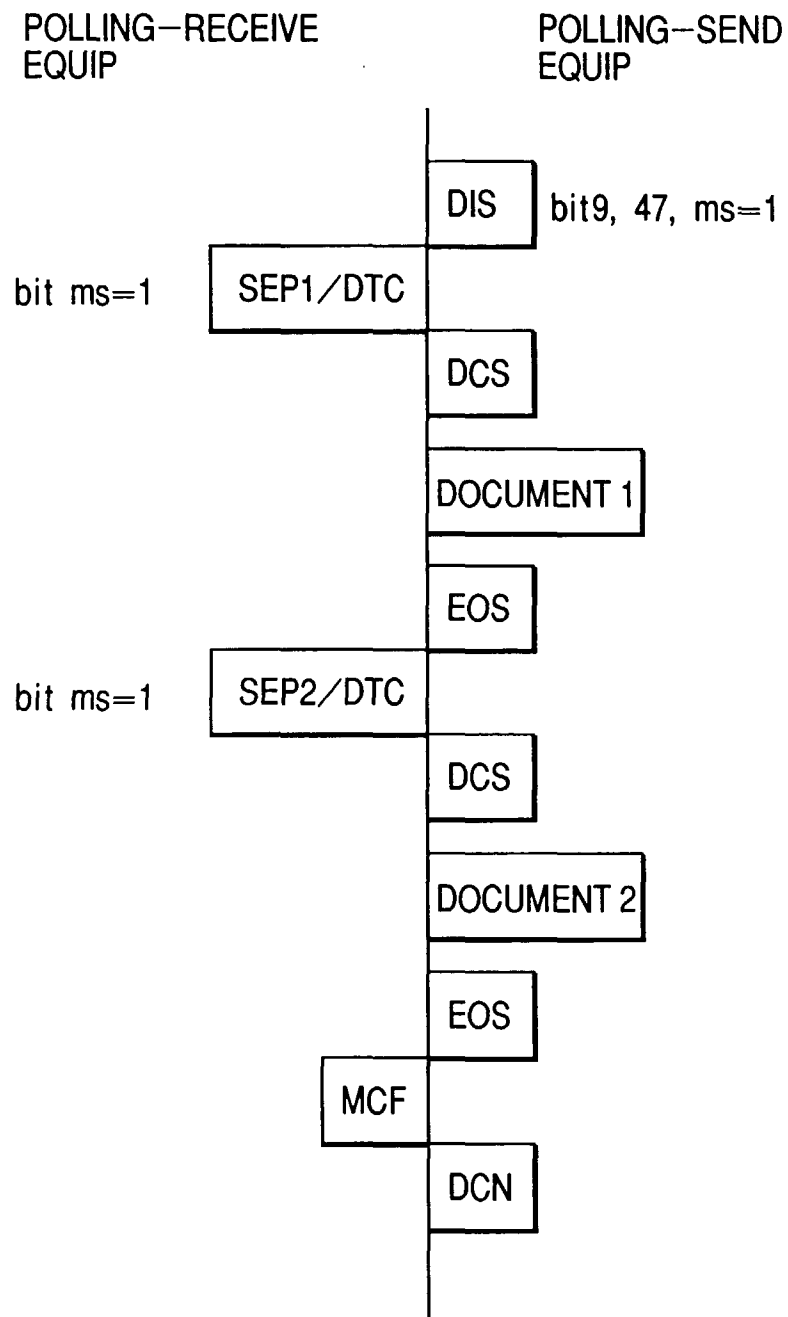 POLLING-RECEIVE
EQUIP
POLLING-SEND
EQUIP
DIS
bit9, 47, ms=1
bit ms=1
SEP1/DTC
DCS
DOCUMENT 1
EOS
bit ms=1
SEP2/DTC
DCS
DOCUMENT 2
EOS
MCF
DCN